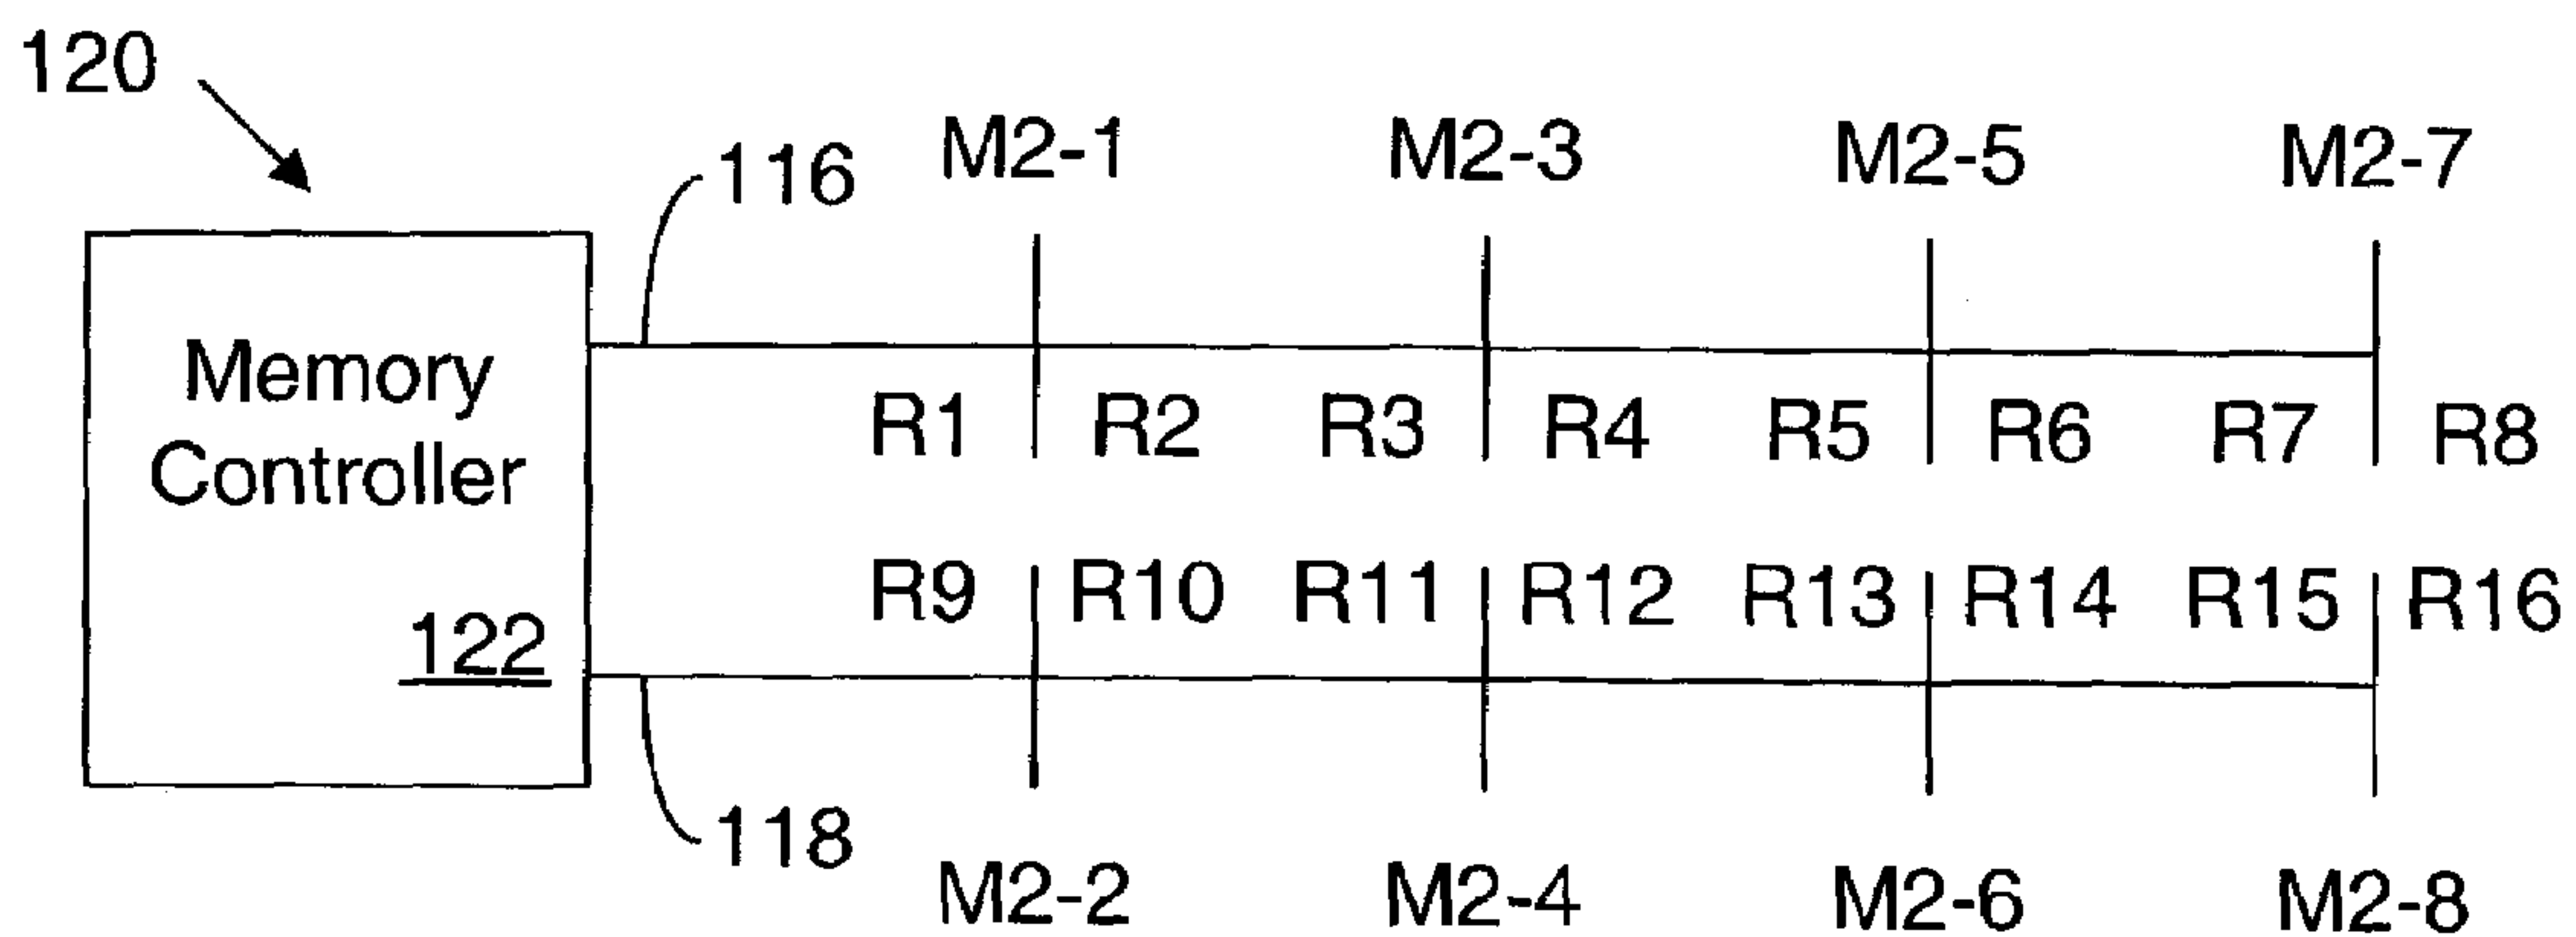 120
116 M2-1 M2-3 M2-5 M2-7
Memory
Controller
122
R1 R2 R3 R4 R5 R6 R7 R8
R9 R10 R11 R12 R13 R14 R15 R16
118
M2-2 M2-4 M2-6 M2-8